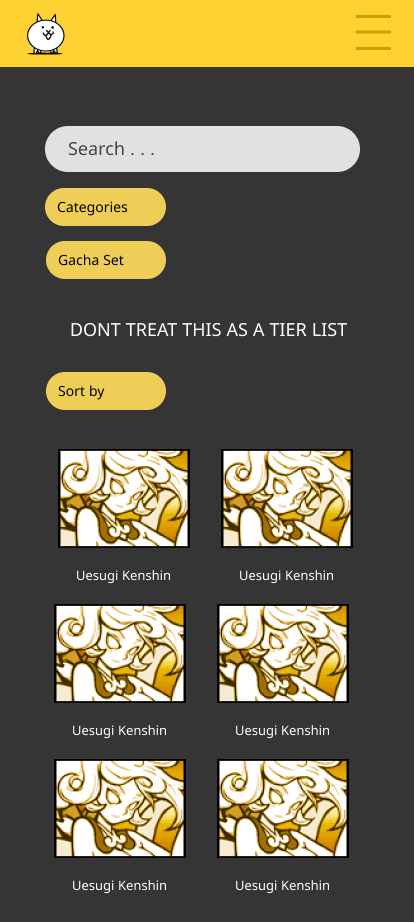 Search . . .
Categories
Gacha Set
DONT TREAT THIS AS A TIER LIST
Sort by
Uesugi Kenshin
Uesugi Kenshin
Uesugi Kenshin
Uesugi Kenshin
Uesugi Kenshin
Uesugi Kenshin